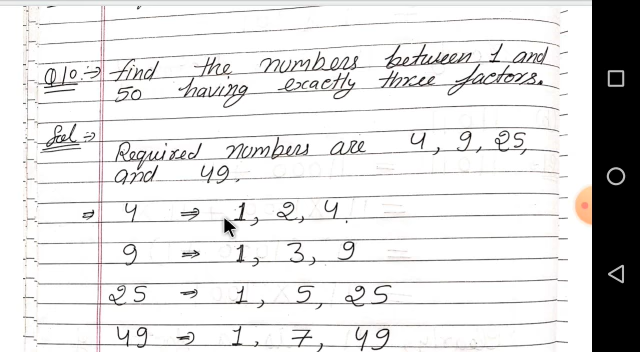 Q10.⇒ find the numbers between 1 and
50 having exactly three factors.
Sol ⇒
Required numbers are 4, 9, 25,
and 49.
⇒ 4 ⇒ 1, 2, 4.
9 ⇒ 1, 3, 9
25 ⇒ 1, 5, 25
49 ⇒ 1, 7, 49